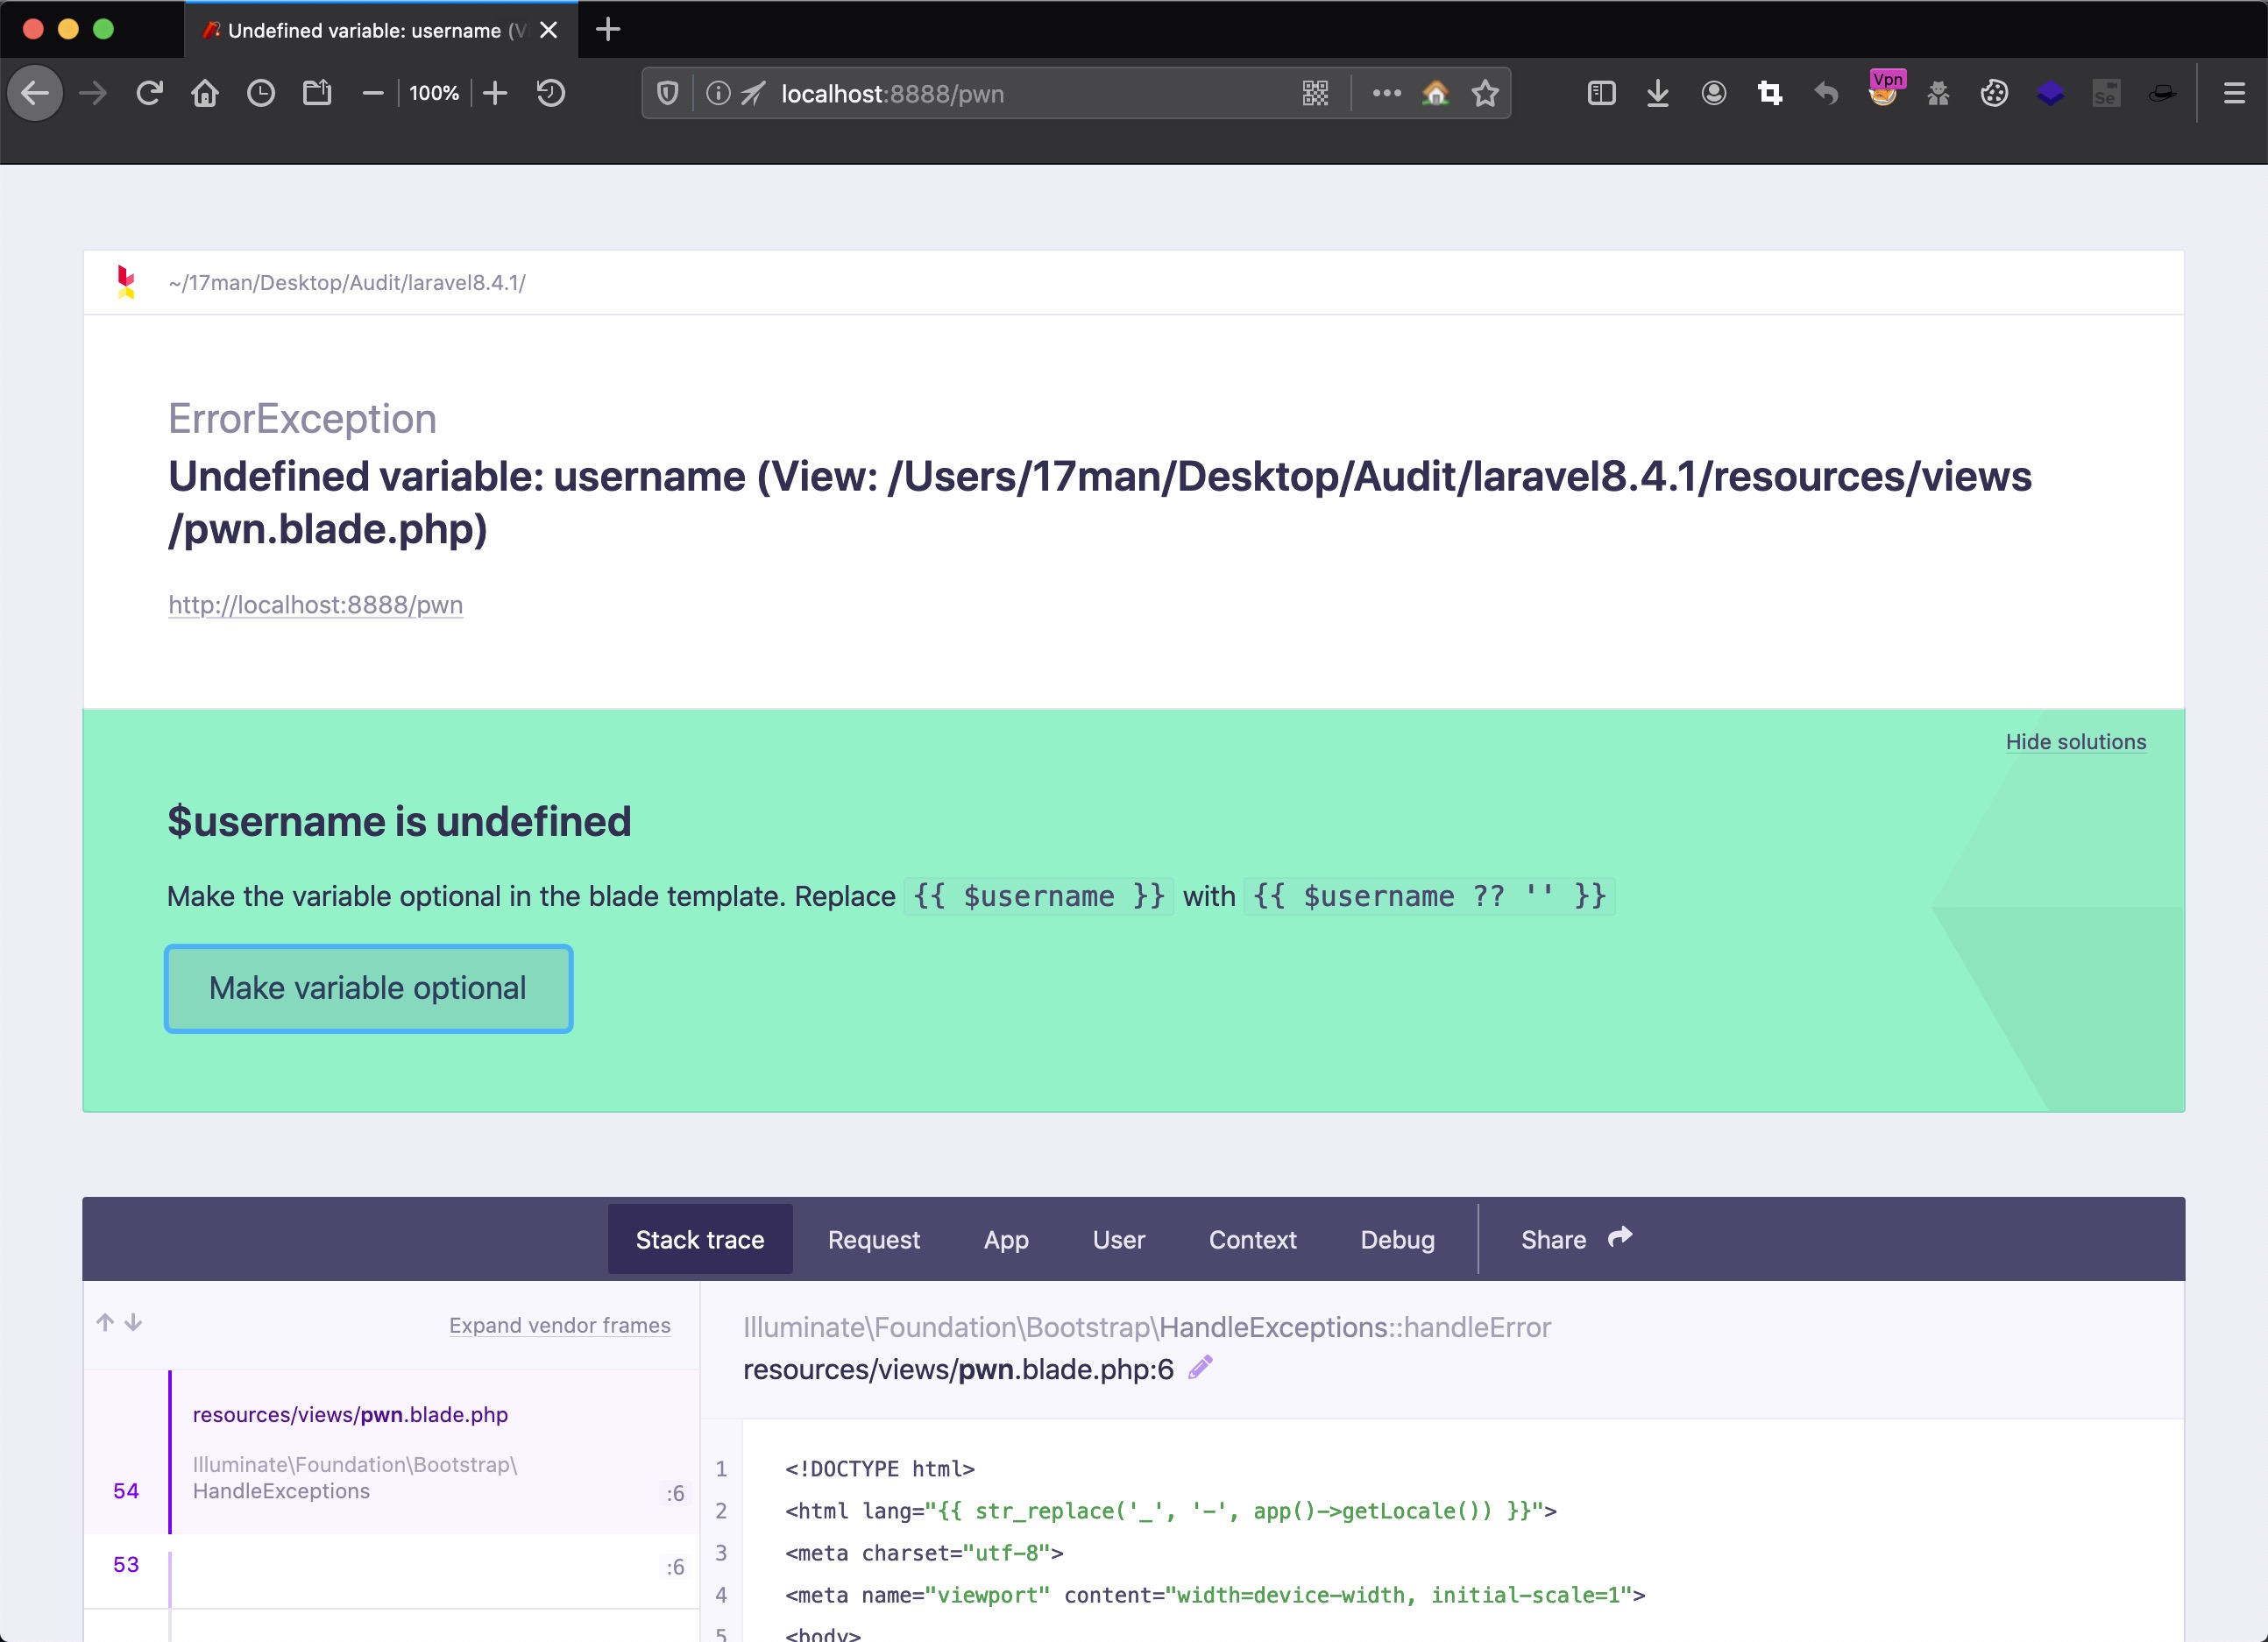 Undefined variable: username (V
100%
localhost:8888/pwn
Vpn
Se
~/17man/Desktop/Audit/laravel8.4.1/
ErrorException
Undefined variable: username (View: /Users/17man/Desktop/Audit/laravel8.4.1/resources/views
/pwn.blade.php)
http://localhost:8888/pwn
Hide solutions
$username is undefined
Make the variable optional in the blade template. Replace {{ $username }} with {{ $username ?? '' }}
Make variable optional
Stack trace Request App User Context Debug Share
Expand vendor frames
Illuminate\Foundation\Bootstrap\HandleExceptions::handleError
resources/views/pwn.blade.php:6
resources/views/pwn.blade.php
Illuminate\Foundation\Bootstrap\
54 HandleExceptions :6
53 :6
1 <!DOCTYPE html>
2 <html lang="{{ str_replace('_', '-', app()->getLocale()) }}">
3 <meta charset="utf-8">
4 <meta name="viewport" content="width=device-width, initial-scale=1">
5 <body>